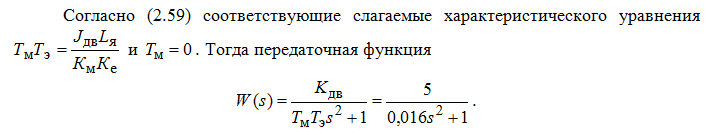 Согласно (2.59) соответствующие слагаемые характеристического уравнения
TмTэ = JдвLя / KмKе и Tм = 0. Тогда передаточная функция
W(s) = Kдв / (TмTэs² + 1) = 5 / (0,016s² + 1).